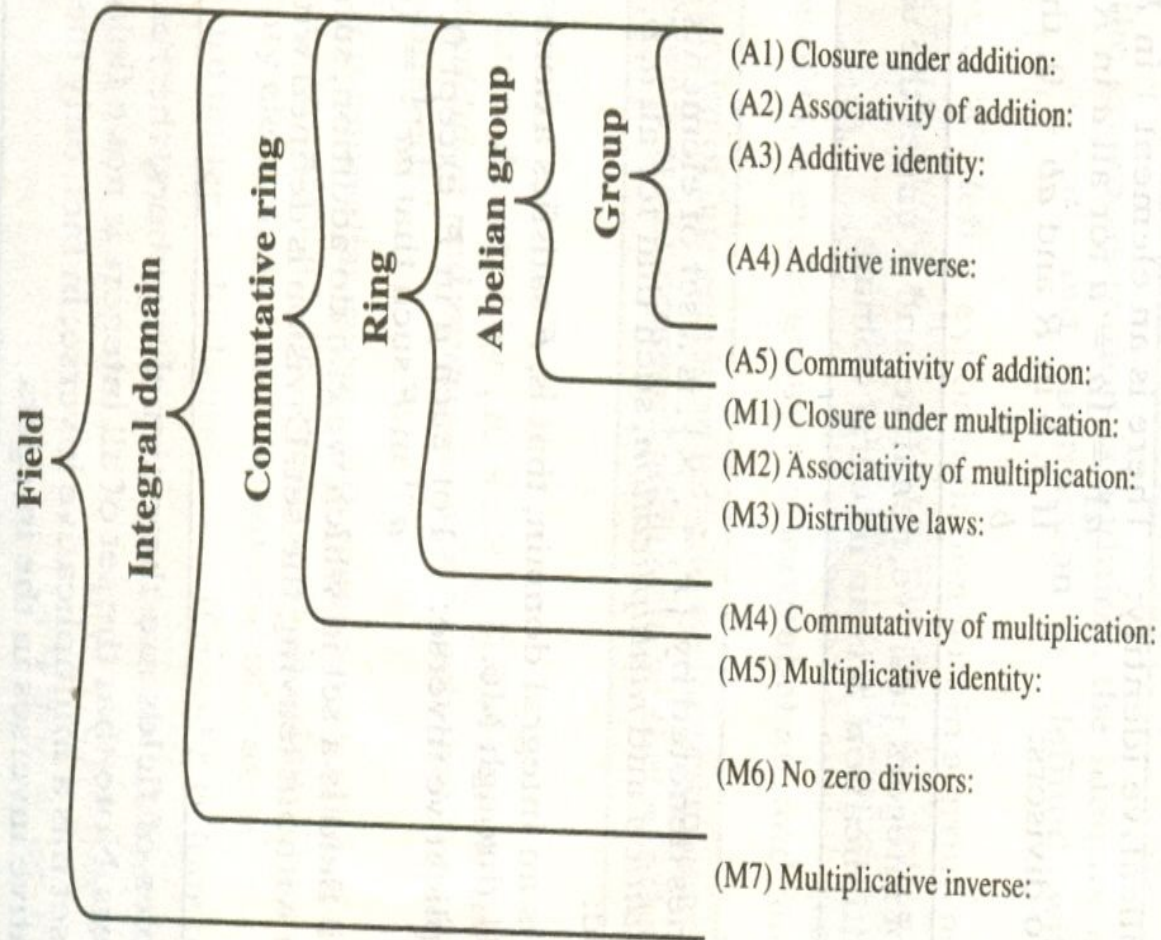 Field
Integral domain
Commutative ring
Ring
Abelian group
Group
(A1) Closure under addition:
(A2) Associativity of addition:
(A3) Additive identity:
(A4) Additive inverse:
(A5) Commutativity of addition:
(M1) Closure under multiplication:
(M2) Associativity of multiplication:
(M3) Distributive laws:
(M4) Commutativity of multiplication:
(M5) Multiplicative identity:
(M6) No zero divisors:
(M7) Multiplicative inverse: